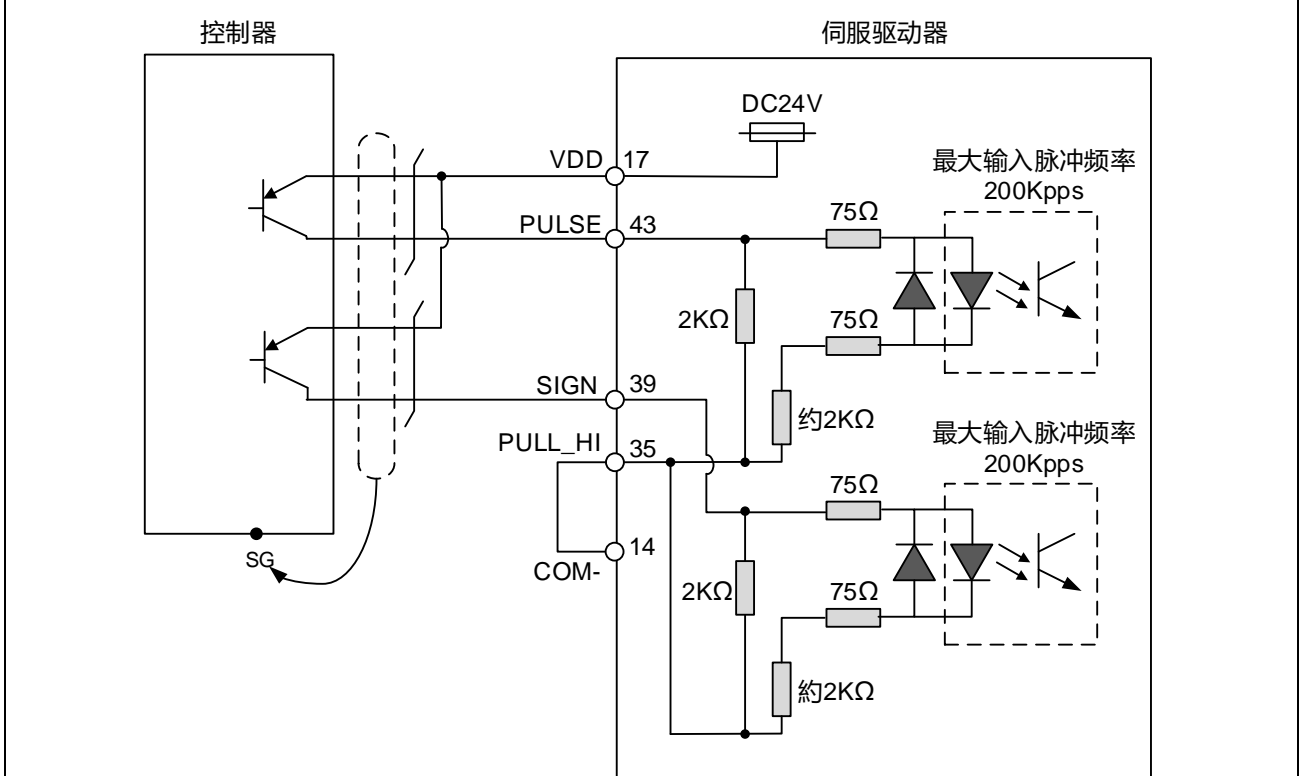 控制器
伺服驱动器
DC24V
VDD 17
最大输入脉冲频率
200Kpps
PULSE 43
75Ω
2KΩ
75Ω
SIGN 39
约2KΩ
PULL_HI 35
最大输入脉冲频率
200Kpps
75Ω
SG
14
COM-
2KΩ
75Ω
約2KΩ